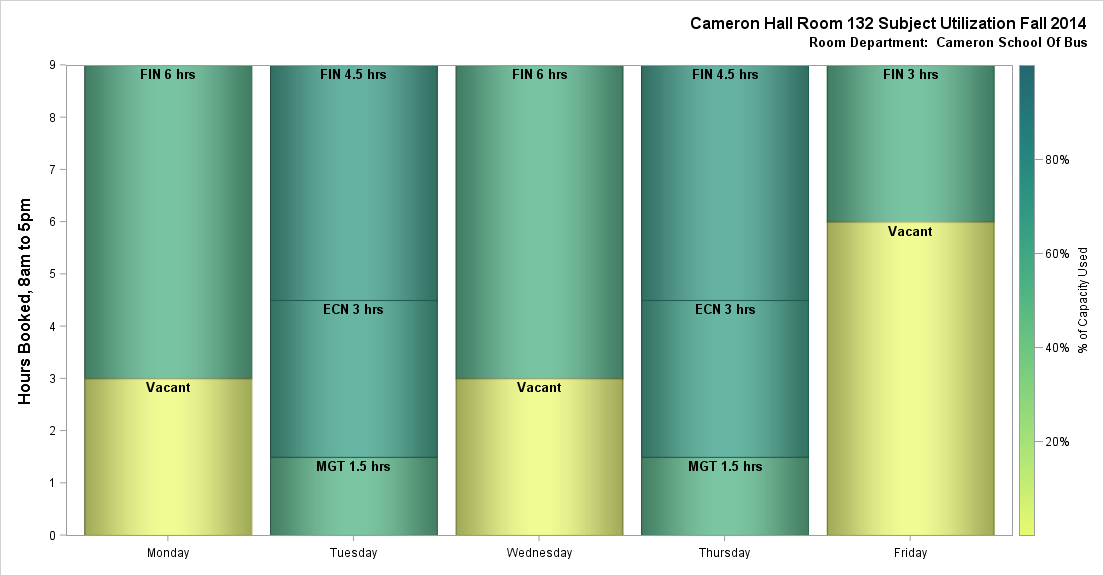 Cameron Hall Room 132 Subject Utilization Fall 2014
Room Department:  Cameron School Of Bus
Hours Booked, 8am to 5pm
9
8
7
6
5
4
3
2
1
0
FIN 6 hrs
Vacant
FIN 4.5 hrs
ECN 3 hrs
MGT 1.5 hrs
FIN 6 hrs
Vacant
FIN 4.5 hrs
ECN 3 hrs
MGT 1.5 hrs
FIN 3 hrs
Vacant
Monday
Tuesday
Wednesday
Thursday
Friday
80%
60%
40%
20%
% of Capacity Used